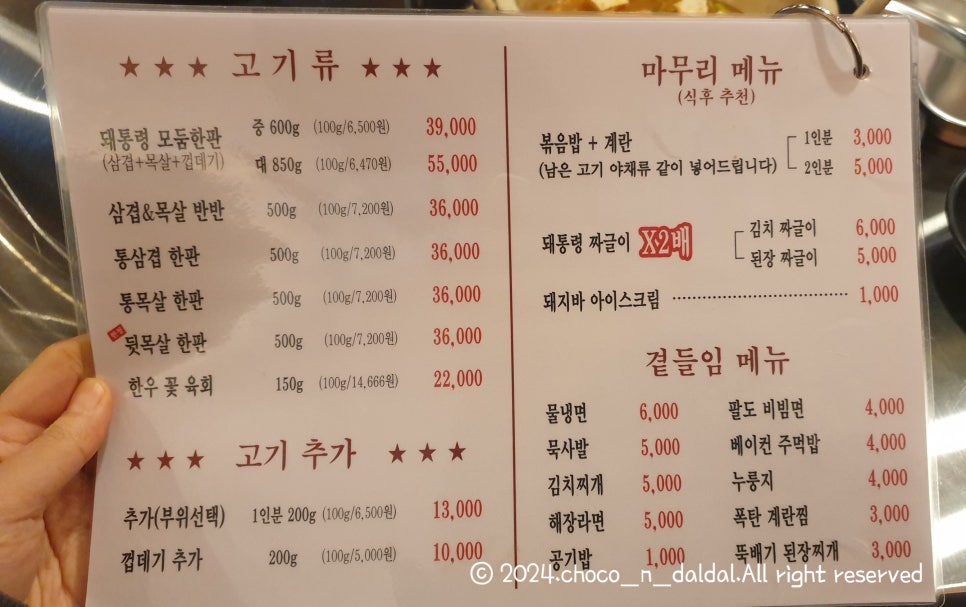 ★ ★ ★ 고기류 ★ ★ ★
돼통령 모둠한판
(삼겹+목살+껍데기)
중 600g (100g/6,500원) 39,000
대 850g (100g/6,470원) 55,000
삼겹&목살 반반 500g (100g/7,200원) 36,000
통삼겹 한판 500g (100g/7,200원) 36,000
통목살 한판 500g (100g/7,200원) 36,000
뒷목살 한판 500g (100g/7,200원) 36,000
한우 꽃 육회 150g (100g/14,666원) 22,000
★ ★ ★ 고기 추가 ★ ★ ★
추가(부위선택) 1인분 200g (100g/6,500원) 13,000
껍데기 추가 200g (100g/5,000원) 10,000
마무리 메뉴
(식후 추천)
볶음밥 + 계란
(남은 고기 야채류 같이 넣어드립니다)
1인분 3,000
2인분 5,000
돼통령 짜글이 X2배
김치 짜글이 6,000
된장 짜글이 5,000
돼지바 아이스크림 1,000
곁들임 메뉴
물냉면 6,000 팔도 비빔면 4,000
묵사발 5,000 베이컨 주먹밥 4,000
김치찌개 5,000 누룽지 4,000
해장라면 5,000 폭탄 계란찜 3,000
공기밥 1,000 뚝배기 된장찌개 3,000
© 2024.choco_n_daldal.All right reserved